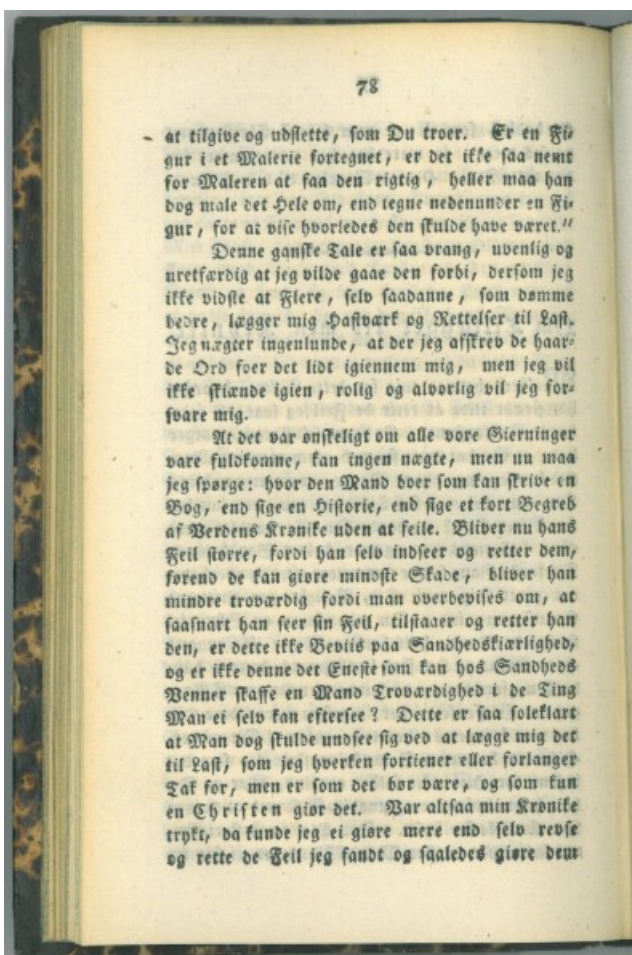 78
at tilgive og udslette, som Du troer. Er en Fi-
gur i et Malerie fortegnet, er det ikke saa nemt
for Maleren at faa den rigtig, heller maa han
dog male det Hele om, end tegne nedenunder en Fi-
gur, for at vise hvorledes den skulde have været."
Denne ganske Tale er saa vrang, uvenlig og
uretfærdig at jeg vilde gaae den forbi, dersom jeg
ikke vidste at Flere, selv saadanne, som dømme
bedre, lægger mig Hastværk og Rettelser til Last.
Jeg nægter ingenlunde, at der jeg afskrev de haar-
de Ord foer det lidt igiennem mig, men jeg vil
ikke skiænde igien, rolig og alvorlig vil jeg for-
svare mig.
At det var ønskeligt om alle vore Gierninger
vare fuldkomne, kan ingen nægte, men nu maa
jeg spørge: hvor den Mand boer som kan skrive en
Bog, end sige en Historie, end sige et kort Begreb
af Verdens Krønike uden at feile. Bliver nu hans
Feil større, fordi han selv indseer og retter dem,
førend de kan giøre mindste Skade, bliver han
mindre troværdig fordi man overbevises om, at
saasnart han seer sin Feil, tilstaaer og retter han
den, er dette ikke Beviis paa Sandhedskiærlighed,
og er ikke denne det Eneste som kan hos Sandheds
Venner skaffe en Mand Troværdighed i de Ting
Man ei selv kan eftersee? Dette er saa soleklart
at Man dog skulde undsee sig ved at lægge mig det
til Last, som jeg hverken fortiener eller forlanger
Tak for, men er som det bør være, og som kun
en Christen giør det. Var altsaa min Krønike
trykt, da kunde jeg ei giøre mere end selv revse
og rette de Feil jeg fandt og saaledes giøre dem